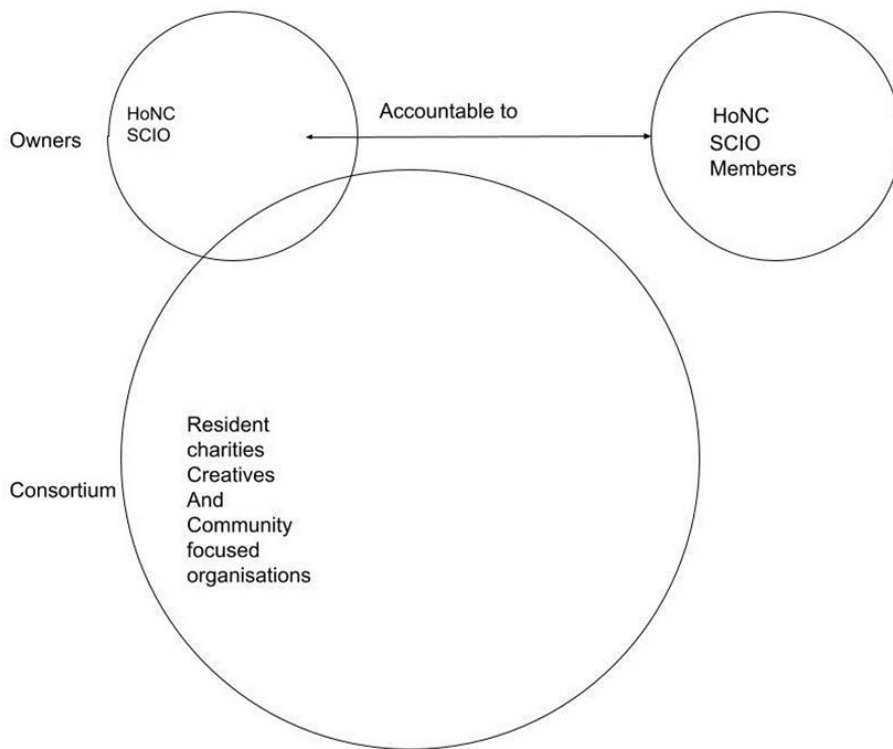 Owners
HoNC
SCIO
Accountable to
HoNC
SCIO
Members
Consortium
Resident
charities
Creatives
And
Community
focused
organisations